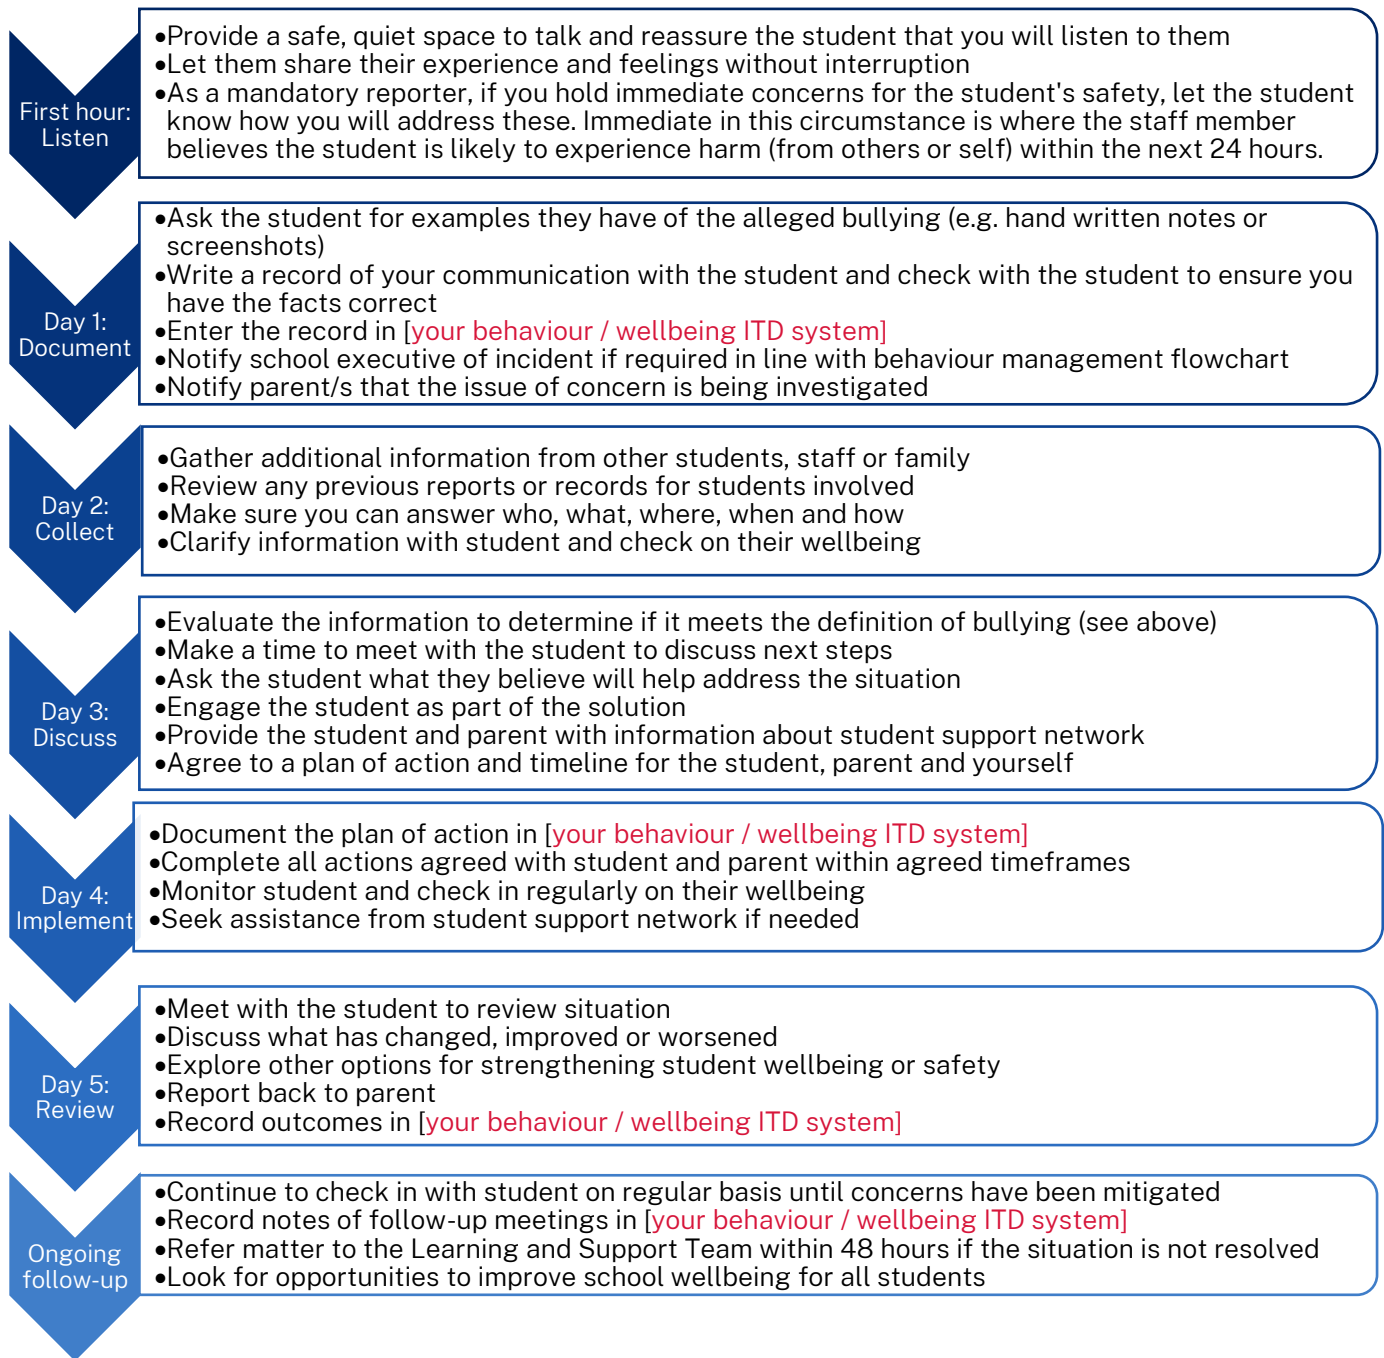 First hour:
Listen
•Provide a safe, quiet space to talk and reassure the student that you will listen to them
•Let them share their experience and feelings without interruption
•As a mandatory reporter, if you hold immediate concerns for the student's safety, let the student
know how you will address these. Immediate in this circumstance is where the staff member
believes the student is likely to experience harm (from others or self) within the next 24 hours.
Day 1:
Document
•Ask the student for examples they have of the alleged bullying (e.g. hand written notes or
screenshots)
•Write a record of your communication with the student and check with the student to ensure you
have the facts correct
•Enter the record in [your behaviour / wellbeing ITD system]
•Notify school executive of incident if required in line with behaviour management flowchart
•Notify parent/s that the issue of concern is being investigated
Day 2:
Collect
•Gather additional information from other students, staff or family
•Review any previous reports or records for students involved
•Make sure you can answer who, what, where, when and how
•Clarify information with student and check on their wellbeing
Day 3:
Discuss
•Evaluate the information to determine if it meets the definition of bullying (see above)
•Make a time to meet with the student to discuss next steps
•Ask the student what they believe will help address the situation
•Engage the student as part of the solution
•Provide the student and parent with information about student support network
•Agree to a plan of action and timeline for the student, parent and yourself
Day 4:
Implement
•Document the plan of action in [your behaviour / wellbeing ITD system]
•Complete all actions agreed with student and parent within agreed timeframes
•Monitor student and check in regularly on their wellbeing
•Seek assistance from student support network if needed
Day 5:
Review
•Meet with the student to review situation
•Discuss what has changed, improved or worsened
•Explore other options for strengthening student wellbeing or safety
•Report back to parent
•Record outcomes in [your behaviour / wellbeing ITD system]
Ongoing
follow-up
•Continue to check in with student on regular basis until concerns have been mitigated
•Record notes of follow-up meetings in [your behaviour / wellbeing ITD system]
•Refer matter to the Learning and Support Team within 48 hours if the situation is not resolved
•Look for opportunities to improve school wellbeing for all students